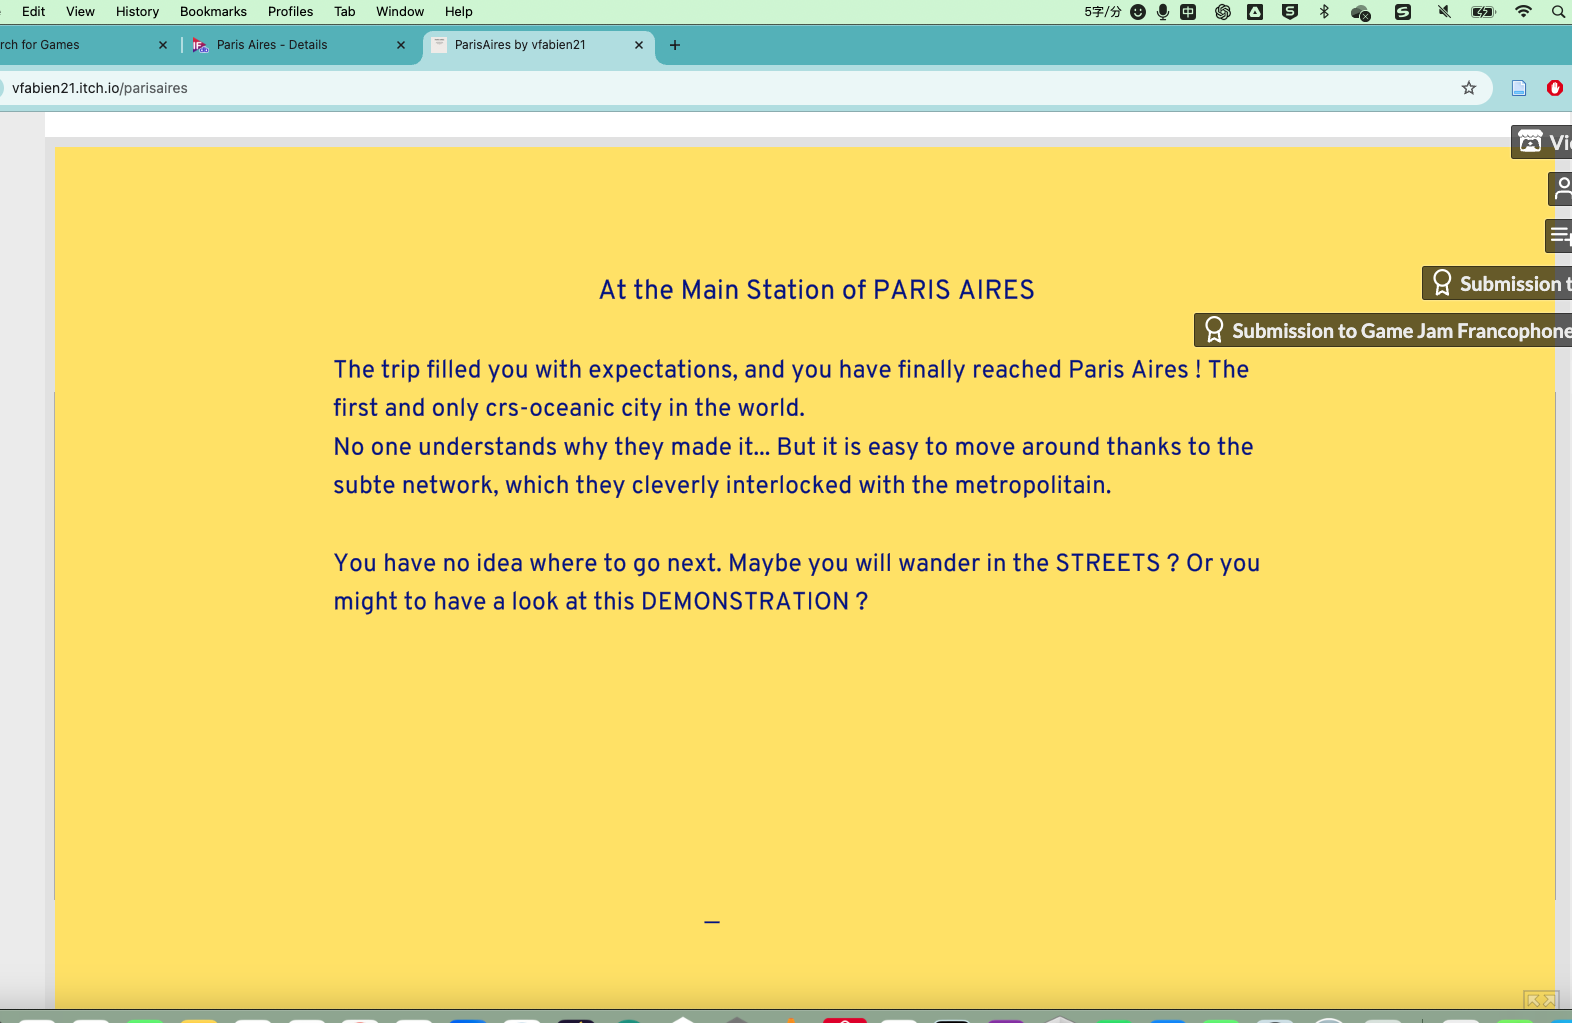 Edit View History Bookmarks Profiles Tab Window Help 5字/分 中
rch for Games
Paris Aires - Details
ParisAires by vfabien21
vfabien21.itch.io/parisaires
At the Main Station of PARIS AIRES
Submission t
Submission to Game Jam Francophone
The trip filled you with expectations, and you have finally reached Paris Aires ! The
first and only crs-oceanic city in the world.
No one understands why they made it... But it is easy to move around thanks to the
subte network, which they cleverly interlocked with the metropolitain.
You have no idea where to go next. Maybe you will wander in the STREETS ? Or you
might to have a look at this DEMONSTRATION ?
_